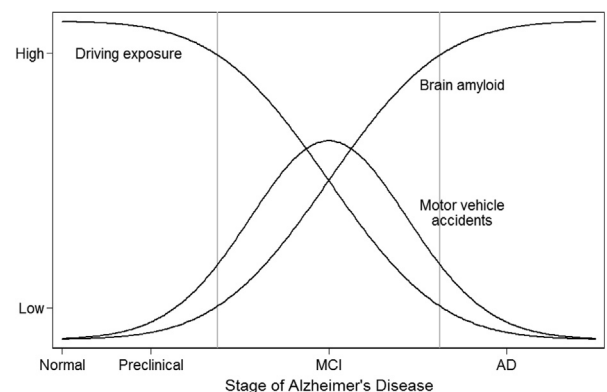 High
Driving exposure
Brain amyloid
Motor vehicle
accidents
Low
Normal Preclinical MCI AD
Stage of Alzheimer's Disease